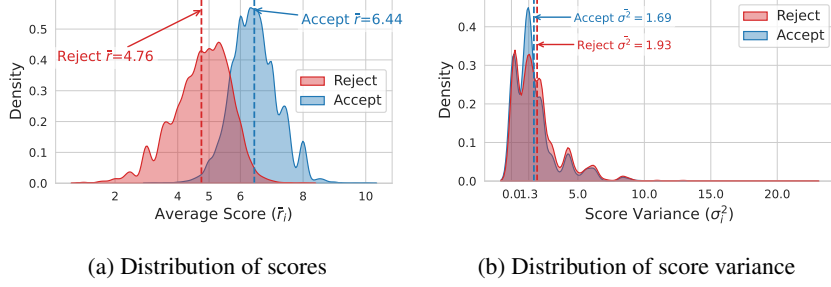 Accept r̄=6.44
Reject r̄=4.76
Reject
Accept
Density
0.5
0.4
0.3
0.2
0.1
0.0
2
4
6
8
10
Average Score (r̄ᵢ)
(a) Distribution of scores
Accept σ̄²=1.69
Reject σ̄²=1.93
Reject
Accept
Density
0.4
0.3
0.2
0.1
0.0
0.0
1.3
5.0
10.0
15.0
20.0
Score Variance (σᵢ²)
(b) Distribution of score variance